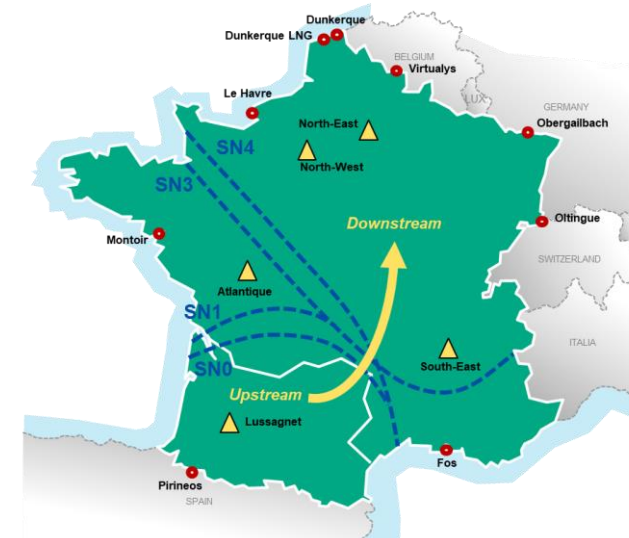 Dunkerque
Dunkerque LNG
BELGIUM
Virtualys
LUX
Le Havre
GERMANY
North-East
Obergailbach
SN4
North-West
SN3
Oltingue
Downstream
Montoir
SWITZERLAND
Atlantique
SN1
ITALIA
SN0
South-East
Upstream
Lussagnet
Fos
Pirineos
SPAIN